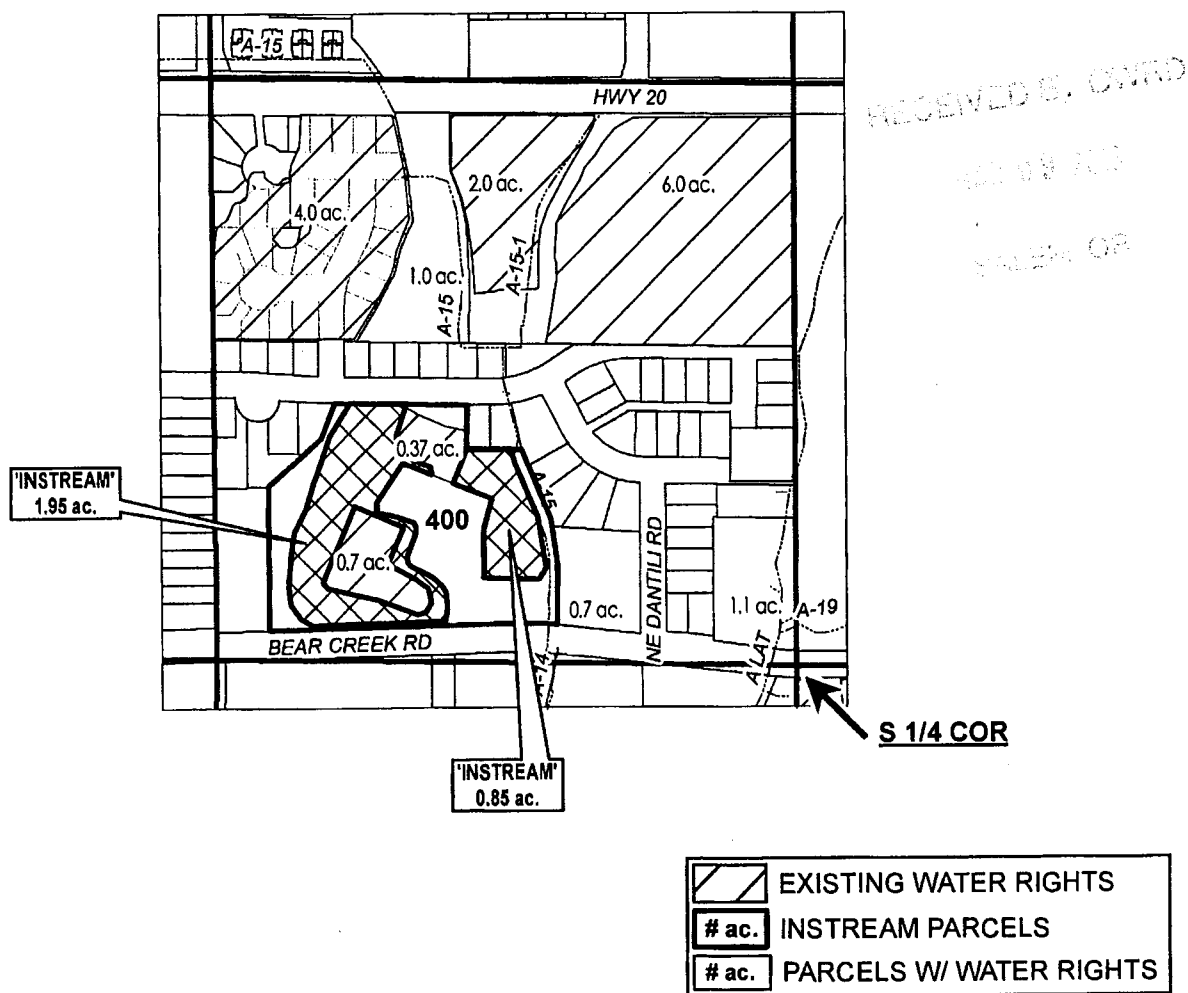 A-15
HWY 20
RECEIVED BY OWRD
SALEM, OR
2.0 ac.
6.0 ac.
4.0 ac.
1.0 ac.
A-15
A-15-1
0.37 ac.
'INSTREAM'
1.95 ac.
400
A-15
0.7 ac.
NE DANTILI RD
0.7 ac.
1.1 ac.
A-19
BEAR CREEK RD
A-14
A LAT
S 1/4 COR
'INSTREAM'
0.85 ac.
EXISTING WATER RIGHTS
# ac. INSTREAM PARCELS
# ac. PARCELS W/ WATER RIGHTS